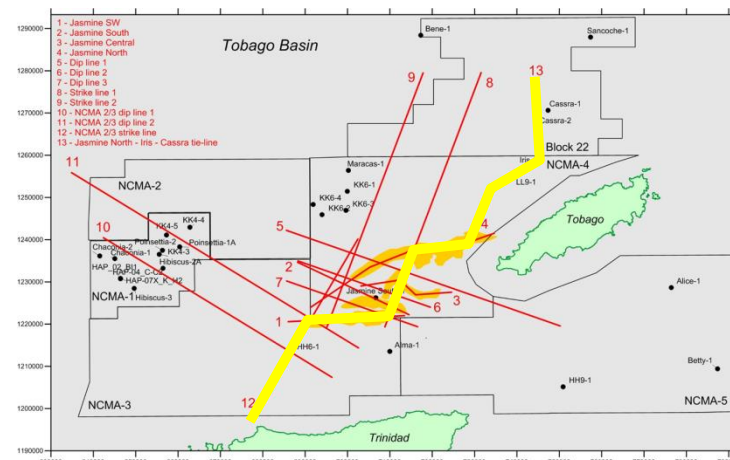 1 - Jasmine SW
2 - Jasmine South
3 - Jasmine Central
4 - Jasmine North
5 - Dip line 1
6 - Dip line 2
7 - Dip line 3
8 - Strike line 1
9 - Strike line 2
10 - NCMA 2/3 dip line 1
11 - NCMA 2/3 dip line 2
12 - NCMA 2/3 strike line
13 - Jasmine North - Iris - Cassra tie-line
Tobago Basin
Bene-1
Sancoche-1
9
8
13
Cassra-1
Cassra-2
Block 22
NCMA-4
Iris
LL9-1
Maracas-1
11
NCMA-2
KK6-1
KK6-4
KK6-3
KK4-4
KK4-5
Poinsettia-2
Poinsettia-1A
KK4-3
5
4
Tobago
10
Chaconia-2
Chaconia-1
HAP_02_BI1
Hibiscus-2A
HAP-07X_K_H2
Hibiscus-3
NCMA-1
2
7
Jasmine Sou
3
6
1
Alice-1
HH6-1
Alma-1
Betty-1
HH9-1
12
NCMA-3
NCMA-5
Trinidad
1290000
1280000
1270000
1260000
1250000
1240000
1230000
1220000
1210000
1200000
1190000